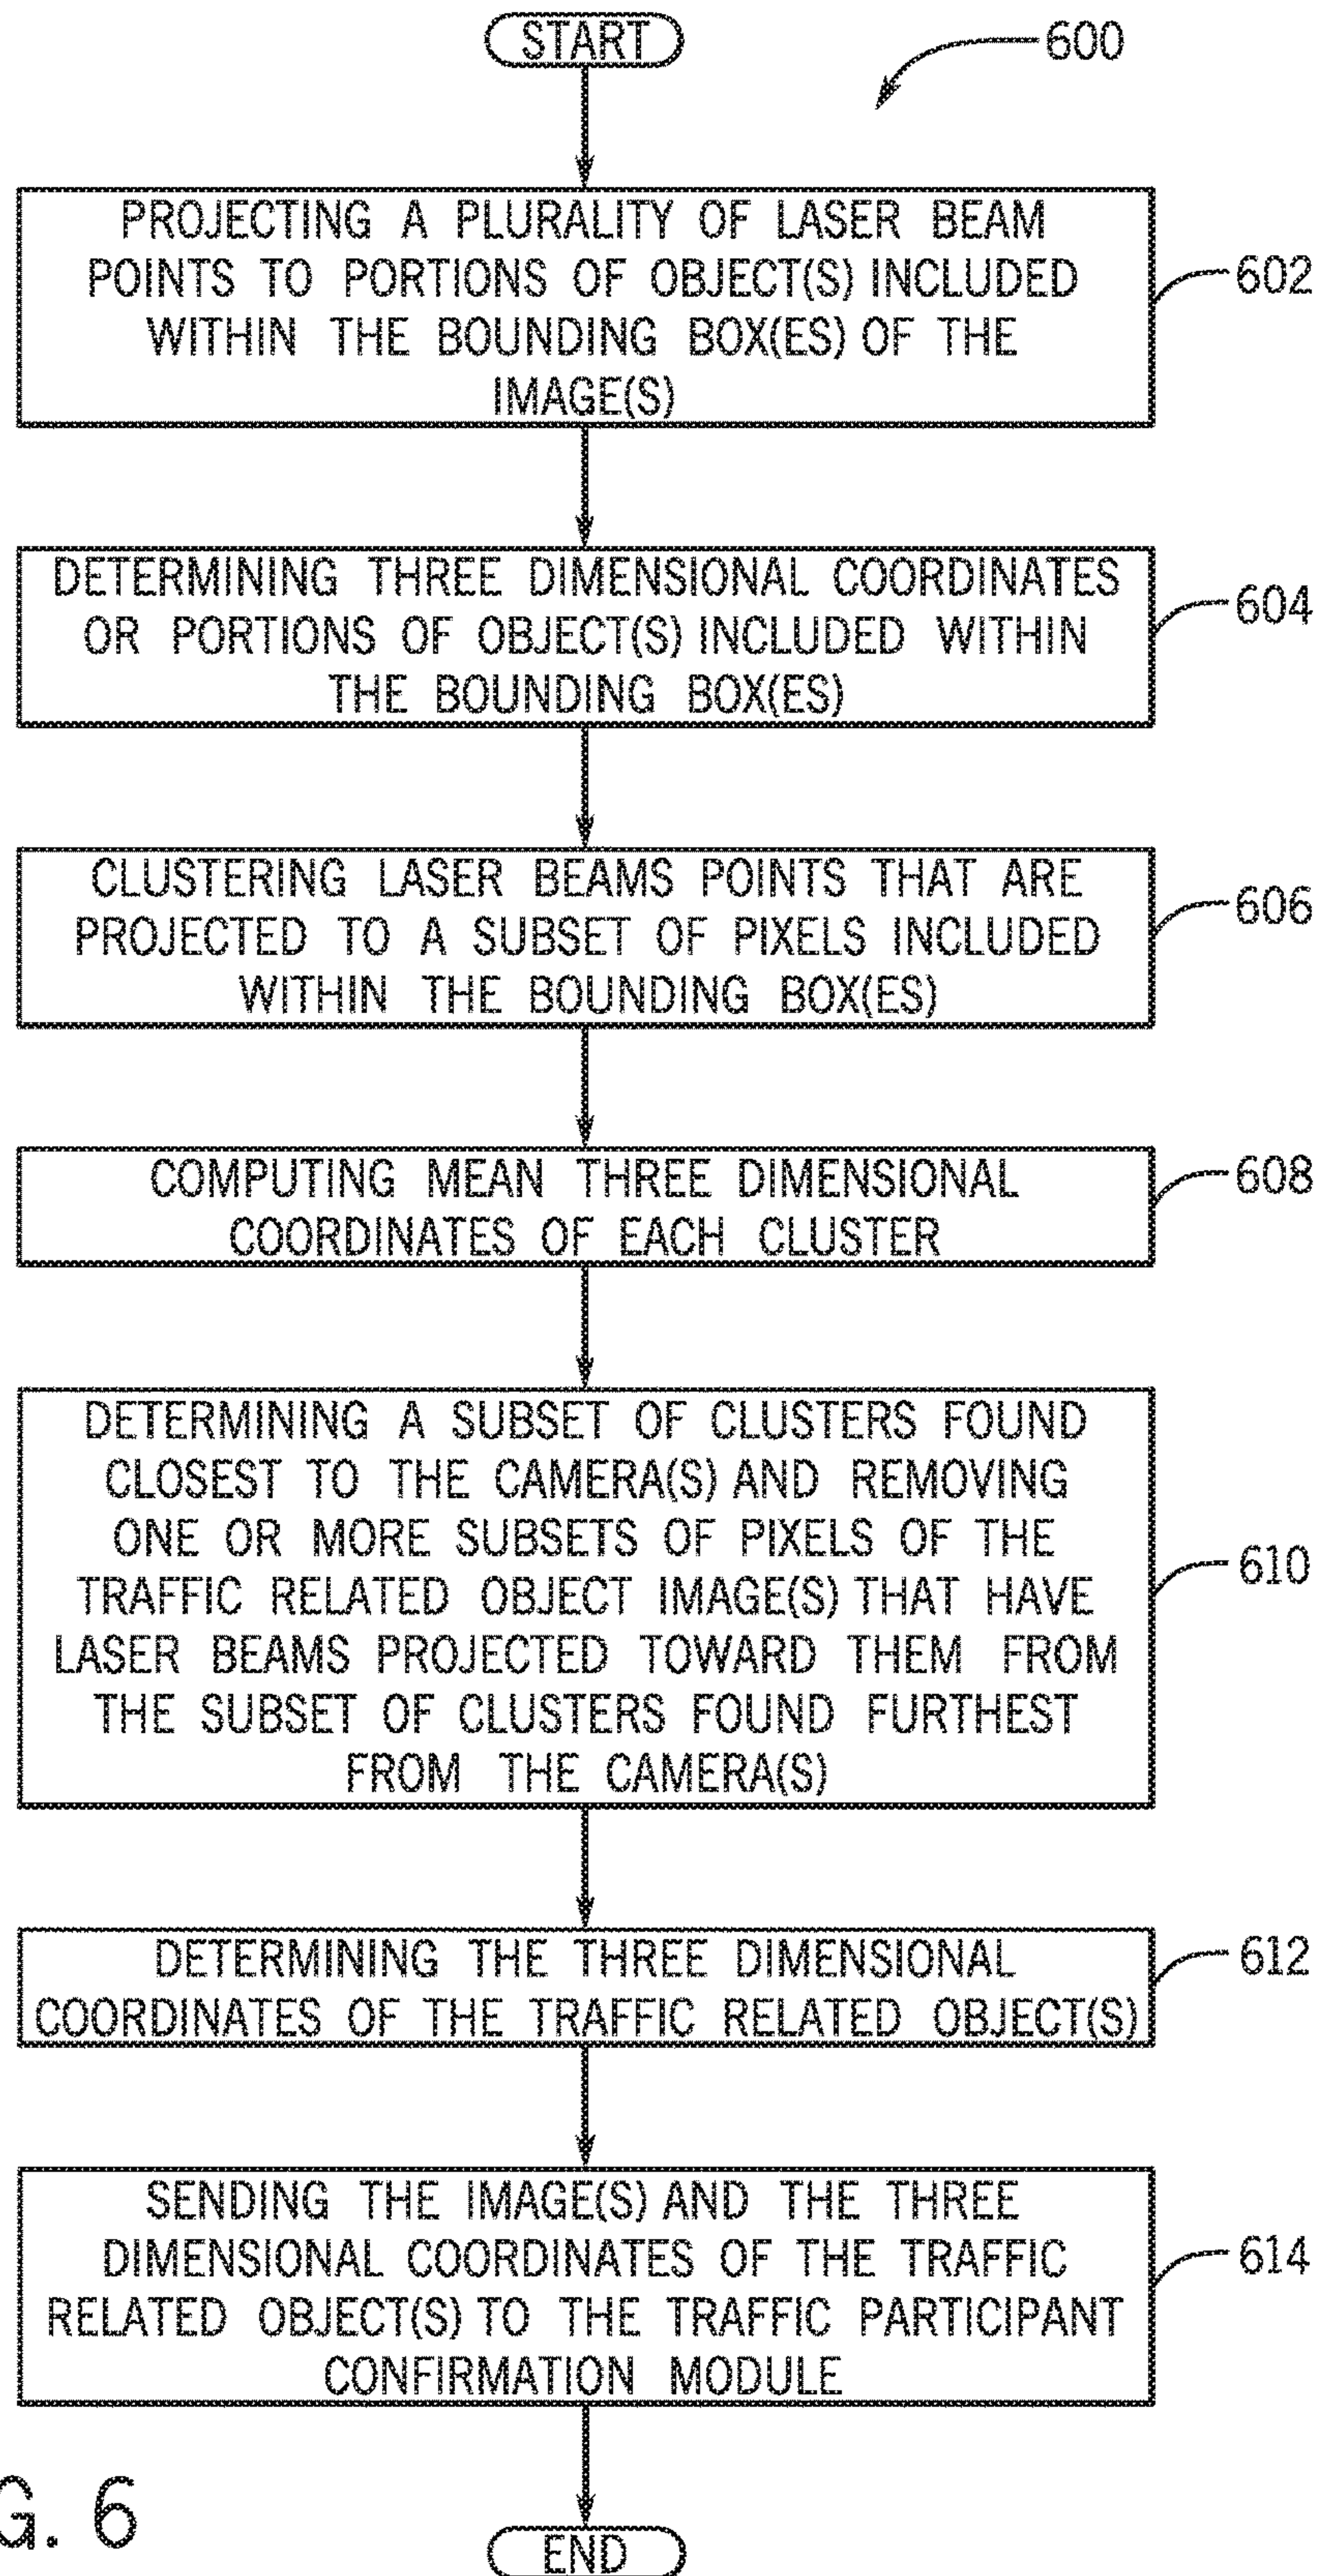 START
600
PROJECTING A PLURALITY OF LASER BEAM
POINTS TO PORTIONS OF OBJECT(S) INCLUDED
WITHIN THE BOUNDING BOX(ES) OF THE
IMAGE(S)
602
DETERMINING THREE DIMENSIONAL COORDINATES
OR PORTIONS OF OBJECT(S) INCLUDED WITHIN
THE BOUNDING BOX(ES)
604
CLUSTERING LASER BEAMS POINTS THAT ARE
PROJECTED TO A SUBSET OF PIXELS INCLUDED
WITHIN THE BOUNDING BOX(ES)
606
COMPUTING MEAN THREE DIMENSIONAL
COORDINATES OF EACH CLUSTER
608
DETERMINING A SUBSET OF CLUSTERS FOUND
CLOSEST TO THE CAMERA(S) AND REMOVING
ONE OR MORE SUBSETS OF PIXELS OF THE
TRAFFIC RELATED OBJECT IMAGE(S) THAT HAVE
LASER BEAMS PROJECTED TOWARD THEM FROM
THE SUBSET OF CLUSTERS FOUND FURTHEST
FROM THE CAMERA(S)
610
DETERMINING THE THREE DIMENSIONAL
COORDINATES OF THE TRAFFIC RELATED OBJECT(S)
612
SENDING THE IMAGE(S) AND THE THREE
DIMENSIONAL COORDINATES OF THE TRAFFIC
RELATED OBJECT(S) TO THE TRAFFIC PARTICIPANT
CONFIRMATION MODULE
614
G. 6
END